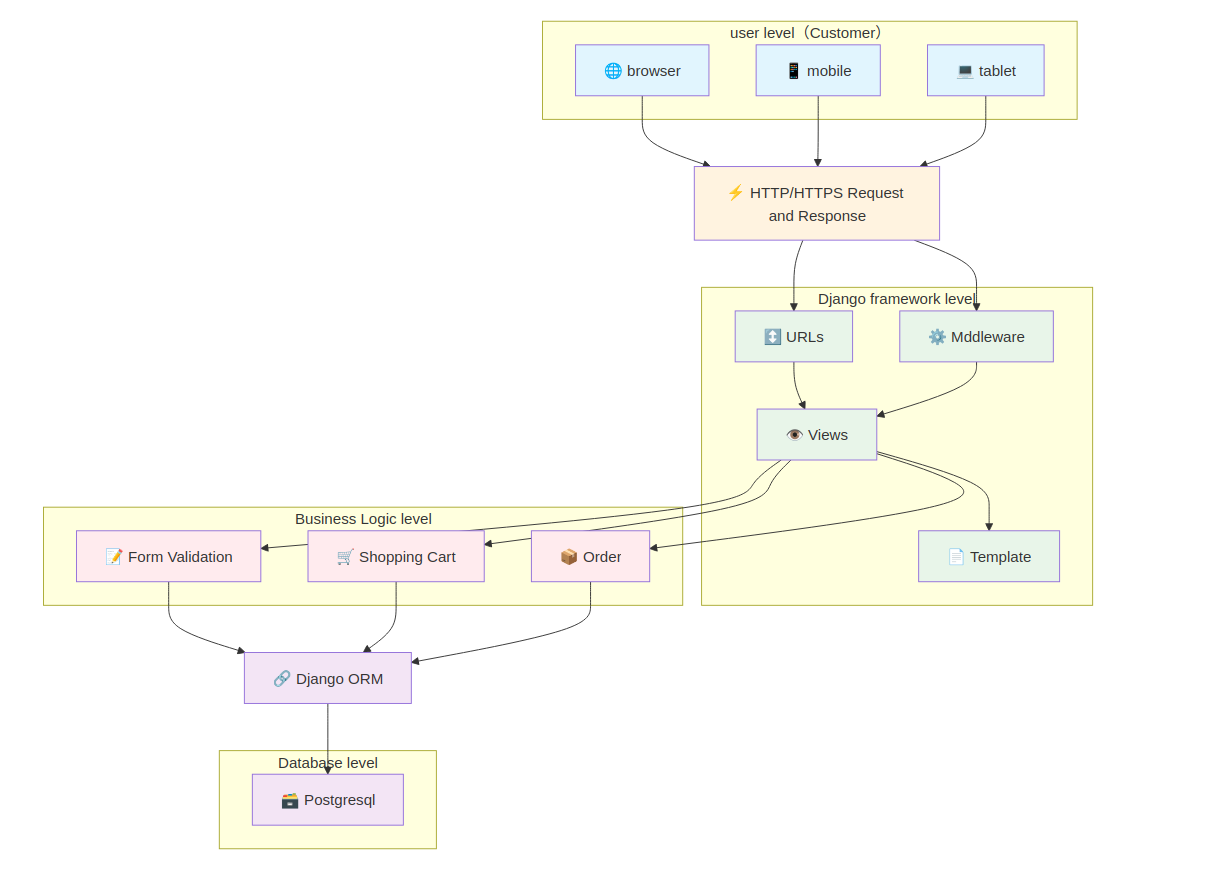 user level（Customer）
🌐 browser
📱 mobile
💻 tablet
⚡ HTTP/HTTPS Request
and Response
Django framework level
↕️ URLs
⚙️ Mddleware
👁️ Views
Business Logic level
📝 Form Validation
🛒 Shopping Cart
📦 Order
📄 Template
🔗 Django ORM
Database level
🗃️ Postgresql